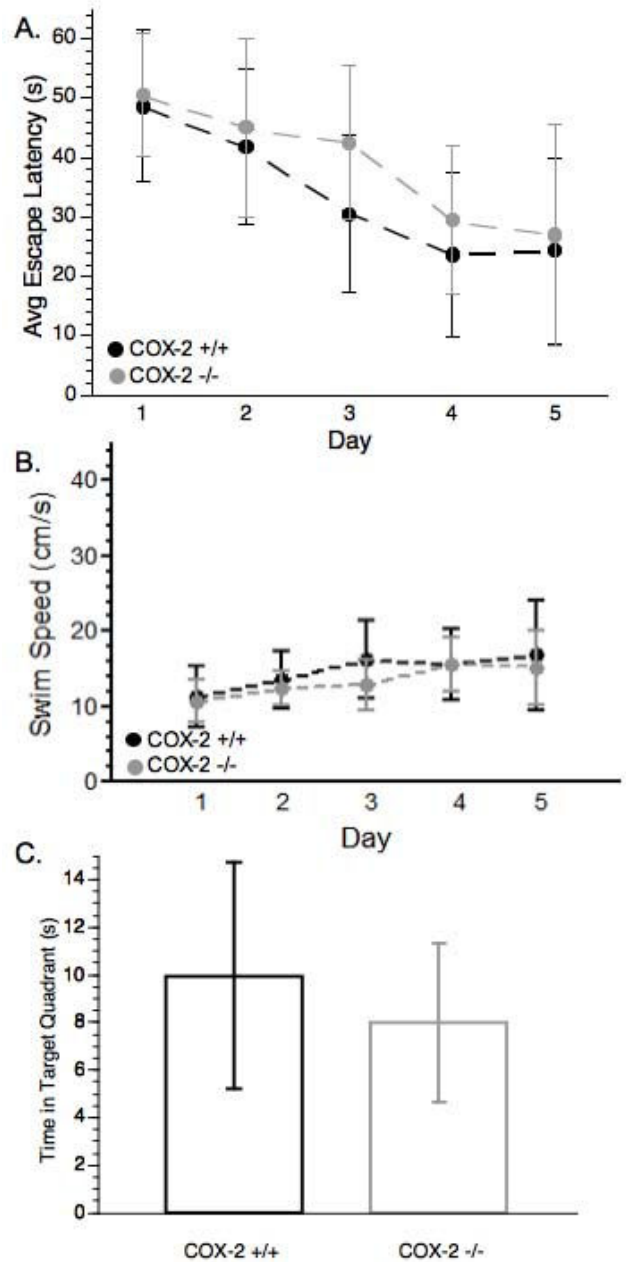 A.
Avg Escape Latency (s)
60
50
40
30
20
10
0
COX-2 +/+
COX-2 -/-
1 2 3 4 5
Day
B.
Swim Speed (cm/s)
40
30
20
10
0
COX-2 +/+
COX-2 -/-
1 2 3 4 5
Day
C.
Time in Target Quadrant (s)
14
12
10
8
6
4
2
0
COX-2 +/+ COX-2 -/-